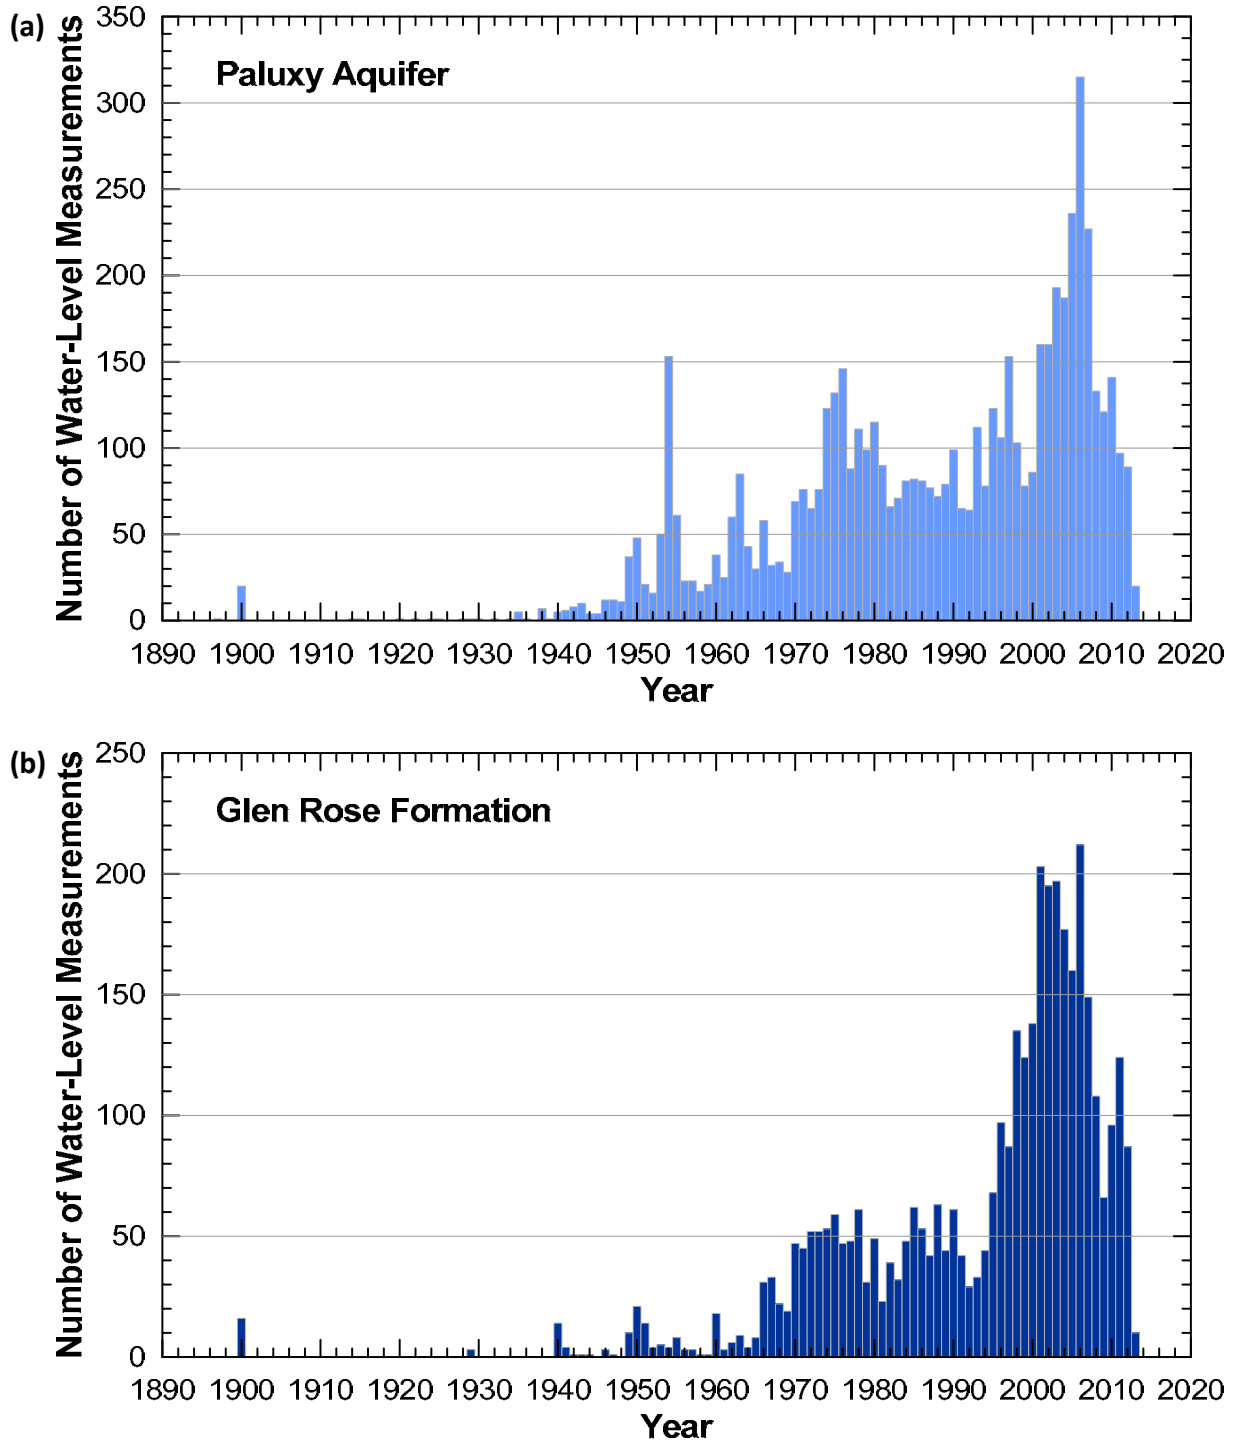 (a)
Number of Water-Level Measurements
350
300
250
200
150
100
50
0
Paluxy Aquifer
1890 1900 1910 1920 1930 1940 1950 1960 1970 1980 1990 2000 2010 2020
Year
(b)
Number of Water-Level Measurements
250
200
150
100
50
0
Glen Rose Formation
1890 1900 1910 1920 1930 1940 1950 1960 1970 1980 1990 2000 2010 2020
Year